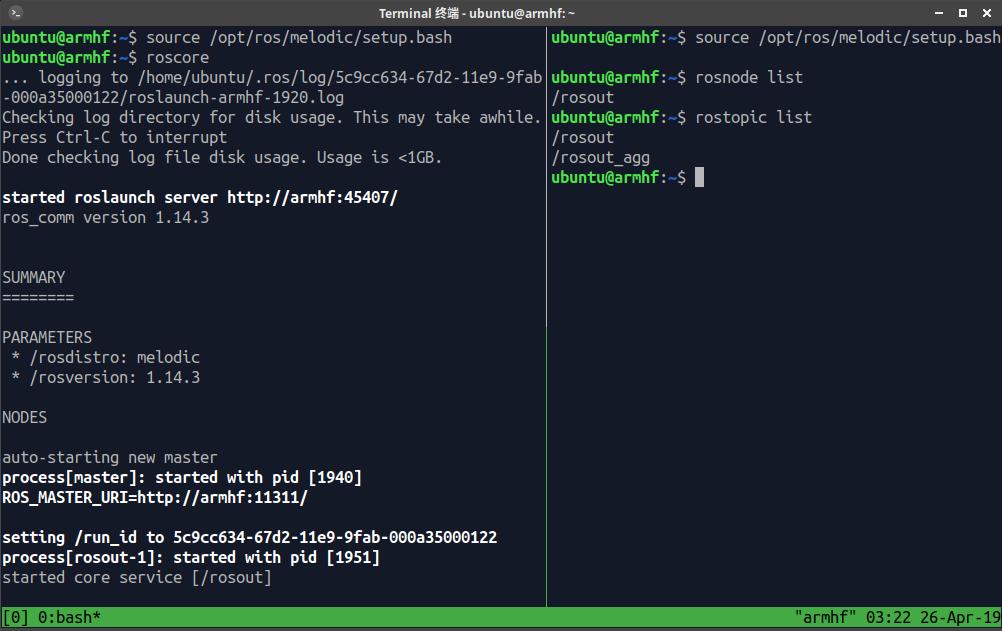 Terminal 终端 - ubuntu@armhf: ~
ubuntu@armhf:~$ source /opt/ros/melodic/setup.bash
ubuntu@armhf:~$ roscore
... logging to /home/ubuntu/.ros/log/5c9cc634-67d2-11e9-9fab
-000a35000122/roslaunch-armhf-1920.log
Checking log directory for disk usage. This may take awhile.
Press Ctrl-C to interrupt
Done checking log file disk usage. Usage is <1GB.
started roslaunch server http://armhf:45407/
ros_comm version 1.14.3
SUMMARY
========
PARAMETERS
 * /rosdistro: melodic
 * /rosversion: 1.14.3
NODES
auto-starting new master
process[master]: started with pid [1940]
ROS_MASTER_URI=http://armhf:11311/
setting /run_id to 5c9cc634-67d2-11e9-9fab-000a35000122
process[rosout-1]: started with pid [1951]
started core service [/rosout]
ubuntu@armhf:~$ source /opt/ros/melodic/setup.bash
ubuntu@armhf:~$ rosnode list
/rosout
ubuntu@armhf:~$ rostopic list
/rosout
/rosout_agg
ubuntu@armhf:~$
[0] 0:bash* "armhf" 03:22 26-Apr-19